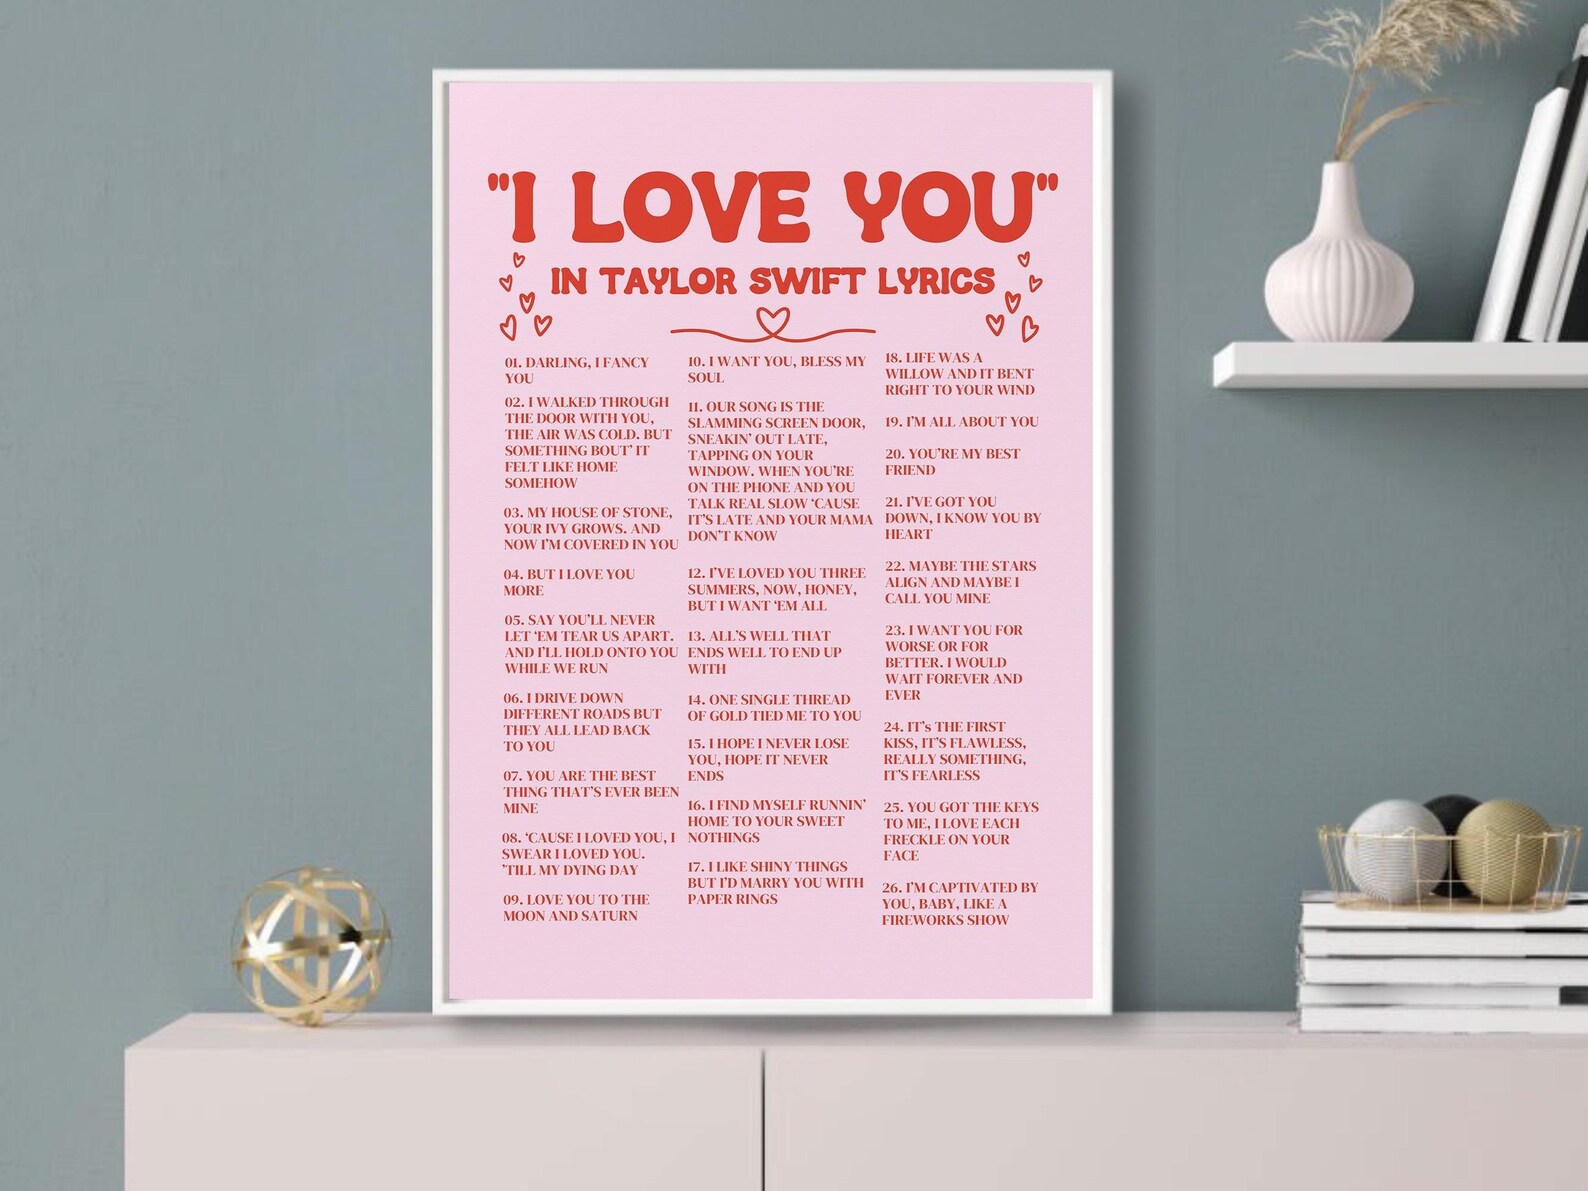 "I LOVE YOU"
IN TAYLOR SWIFT LYRICS
01. DARLING, I FANCY
YOU
02. I WALKED THROUGH
THE DOOR WITH YOU,
THE AIR WAS COLD. BUT
SOMETHING BOUT' IT
FELT LIKE HOME
SOMEHOW
03. MY HOUSE OF STONE,
YOUR IVY GROWS. AND
NOW I'M COVERED IN YOU
04. BUT I LOVE YOU
MORE
05. SAY YOU'LL NEVER
LET 'EM TEAR US APART.
AND I'LL HOLD ONTO YOU
WHILE WE RUN
06. I DRIVE DOWN
DIFFERENT ROADS BUT
THEY ALL LEAD BACK
TO YOU
07. YOU ARE THE BEST
THING THAT'S EVER BEEN
MINE
08. 'CAUSE I LOVED YOU, I
SWEAR I LOVED YOU.
'TILL MY DYING DAY
09. LOVE YOU TO THE
MOON AND SATURN
10. I WANT YOU, BLESS MY
SOUL
11. OUR SONG IS THE
SLAMMING SCREEN DOOR,
SNEAKIN' OUT LATE,
TAPPING ON YOUR
WINDOW. WHEN YOU'RE
ON THE PHONE AND YOU
TALK REAL SLOW 'CAUSE
IT'S LATE AND YOUR MAMA
DON'T KNOW
12. I'VE LOVED YOU THREE
SUMMERS, NOW, HONEY,
BUT I WANT 'EM ALL
13. ALL'S WELL THAT
ENDS WELL TO END UP
WITH
14. ONE SINGLE THREAD
OF GOLD TIED ME TO YOU
15. I HOPE I NEVER LOSE
YOU, HOPE IT NEVER
ENDS
16. I FIND MYSELF RUNNIN'
HOME TO YOUR SWEET
NOTHINGS
17. I LIKE SHINY THINGS
BUT I'D MARRY YOU WITH
PAPER RINGS
18. LIFE WAS A
WILLOW AND IT BENT
RIGHT TO YOUR WIND
19. I'M ALL ABOUT YOU
20. YOU'RE MY BEST
FRIEND
21. I'VE GOT YOU
DOWN, I KNOW YOU BY
HEART
22. MAYBE THE STARS
ALIGN AND MAYBE I
CALL YOU MINE
23. I WANT YOU FOR
WORSE OR FOR
BETTER. I WOULD
WAIT FOREVER AND
EVER
24. IT's THE FIRST
KISS, IT'S FLAWLESS,
REALLY SOMETHING,
IT'S FEARLESS
25. YOU GOT THE KEYS
TO ME, I LOVE EACH
FRECKLE ON YOUR
FACE
26. I'M CAPTIVATED BY
YOU, BABY, LIKE A
FIREWORKS SHOW